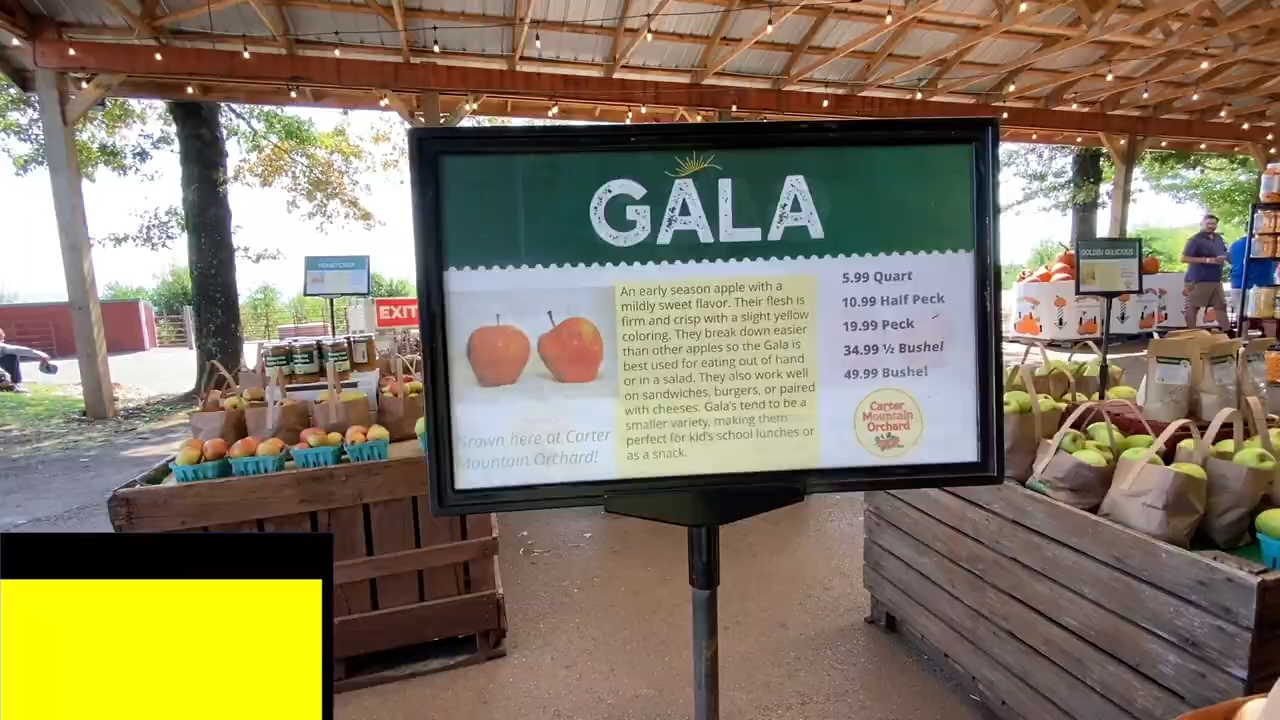 GALA
An early season apple with a
mildly sweet flavor. Their flesh is
firm and crisp with a slight yellow
coloring. They break down easier
than other apples so the Gala is
best used for eating out of hand
or in a salad. They also work well
on sandwiches, burgers, or paired
with cheeses. Gala's tend to be a
smaller variety, making them
perfect for kid's school lunches or
as a snack.
Grown here at Carter
Mountain Orchard!
5.99 Quart
10.99 Half Peck
19.99 Peck
34.99 ½ Bushel
49.99 Bushel
Carter
Mountain
Orchard
HONEYCRISP
EXIT
GOLDEN DELICIOUS